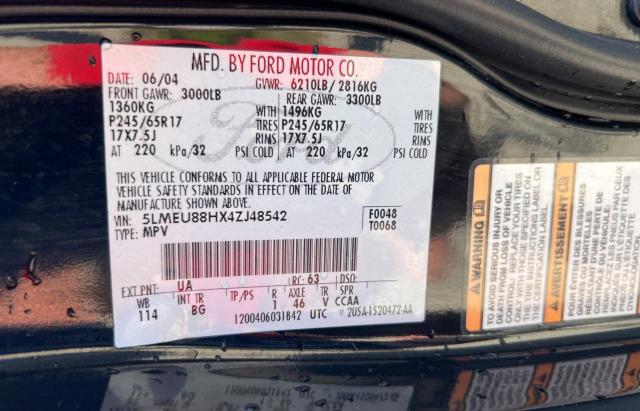 MFD. BY FORD MOTOR CO.
DATE: 06/04 GVWR: 6210LB/2816KG
FRONT GAWR: 3000LB REAR GAWR: 3300LB
1360KG WITH 1496KG WITH
P245/65R17 TIRES P245/65R17 TIRES
17X7.5J RIMS 17X7.5J RIMS
AT 220 kPa/32 PSI COLD AT 220 kPa/32 PSI COLD
Ford
THIS VEHICLE CONFORMS TO ALL APPLICABLE FEDERAL MOTOR
VEHICLE SAFETY STANDARDS IN EFFECT ON THE DATE OF
MANUFACTURE SHOWN ABOVE.
VIN: 5LMEU88HX4ZJ48542 F0048
TYPE: MPV T0068
EXT PNT: UA RC: 63 DSO:
WB INT TR TP/PS R AXLE TR SPR
114 BG 1 46 V CCAA
1200406031842 UTC 2U5A-1520472-AA
WARNING
TO AVOID INJURY OR
AVERTISSEMENT